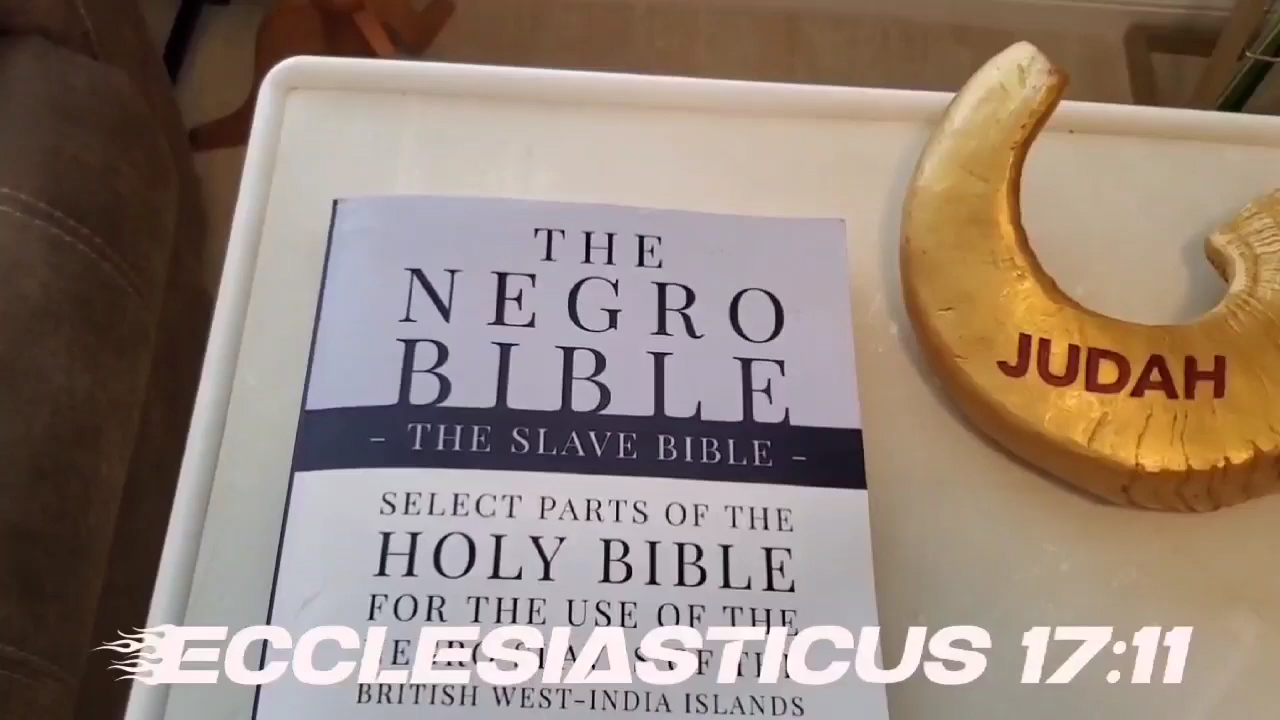 THE
NEGRO
BIBLE
- THE SLAVE BIBLE -
SELECT PARTS OF THE
HOLY BIBLE
FOR THE USE OF THE
OF
BRITISH WEST-INDIA ISLANDS
JUDAH
ECCLESIASTICUS 17:11